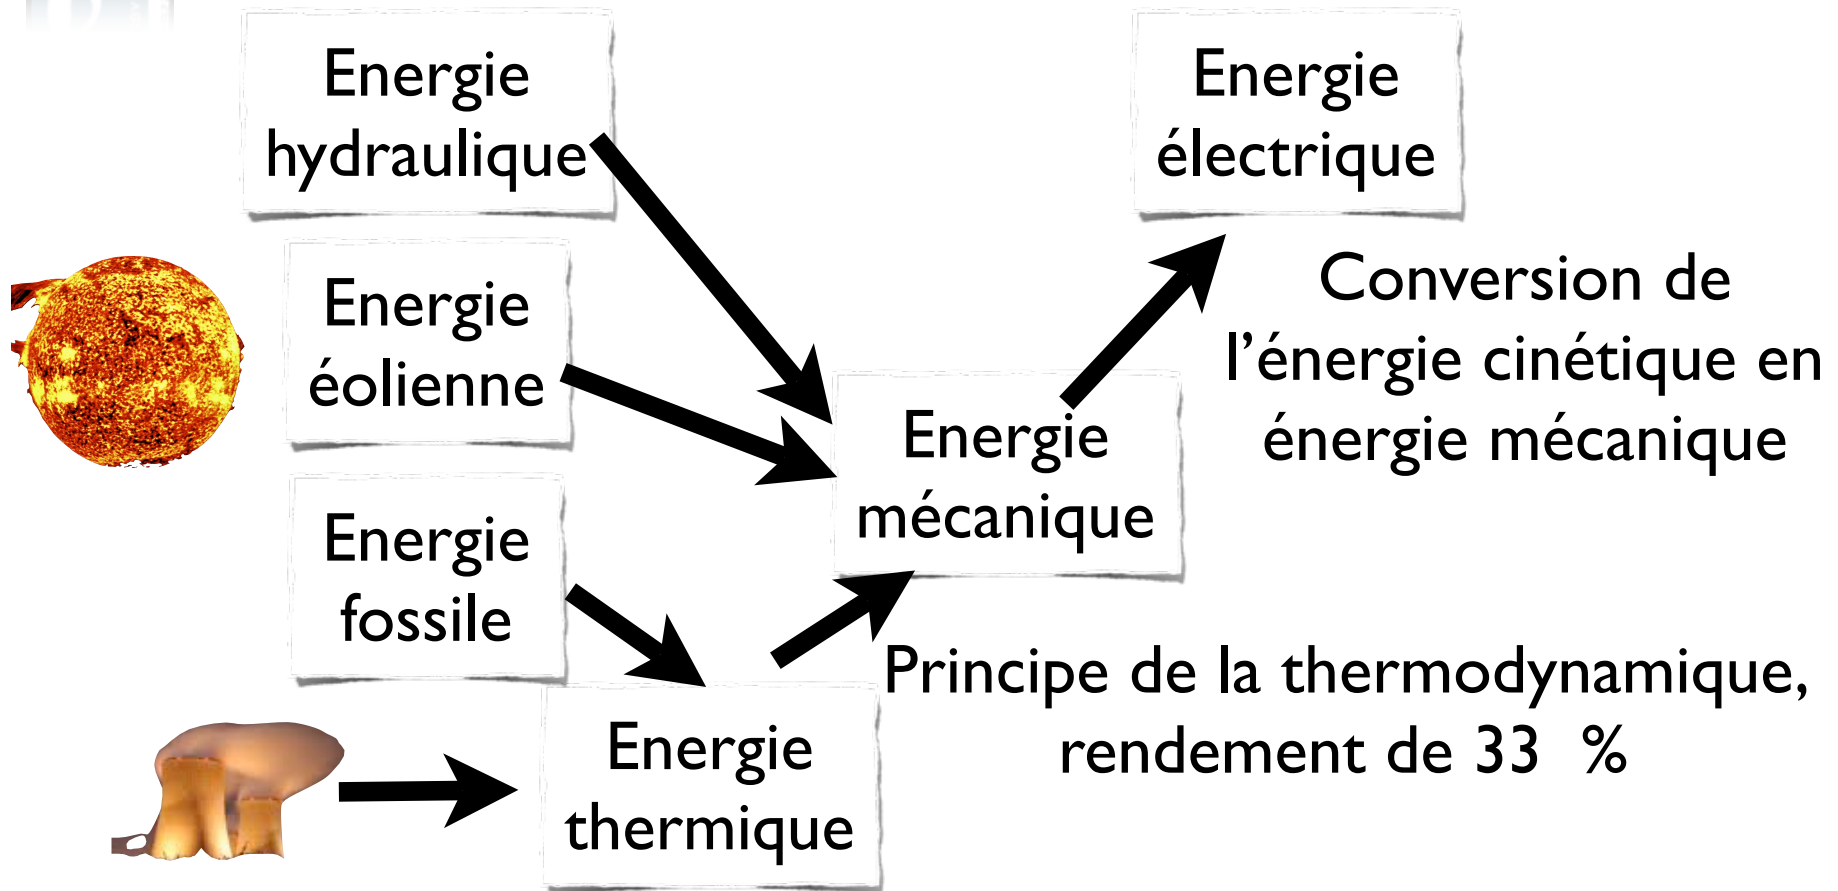 Energie
hydraulique
Energie
électrique
Energie
éolienne
Conversion de
l’énergie cinétique en
énergie mécanique
Energie
mécanique
Energie
fossile
Principe de la thermodynamique,
rendement de 33 %
Energie
thermique